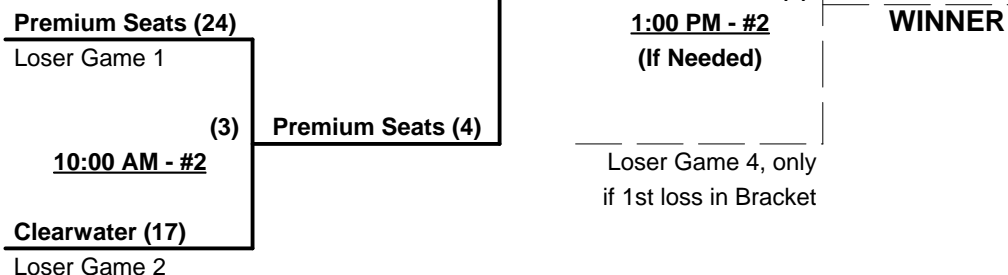 Premium Seats (24)
Loser Game 1
(3)
Premium Seats (4)
10:00 AM - #2
Clearwater (17)
Loser Game 2
1:00 PM - #2
(If Needed)
WINNER
Loser Game 4, only
if 1st loss in Bracket